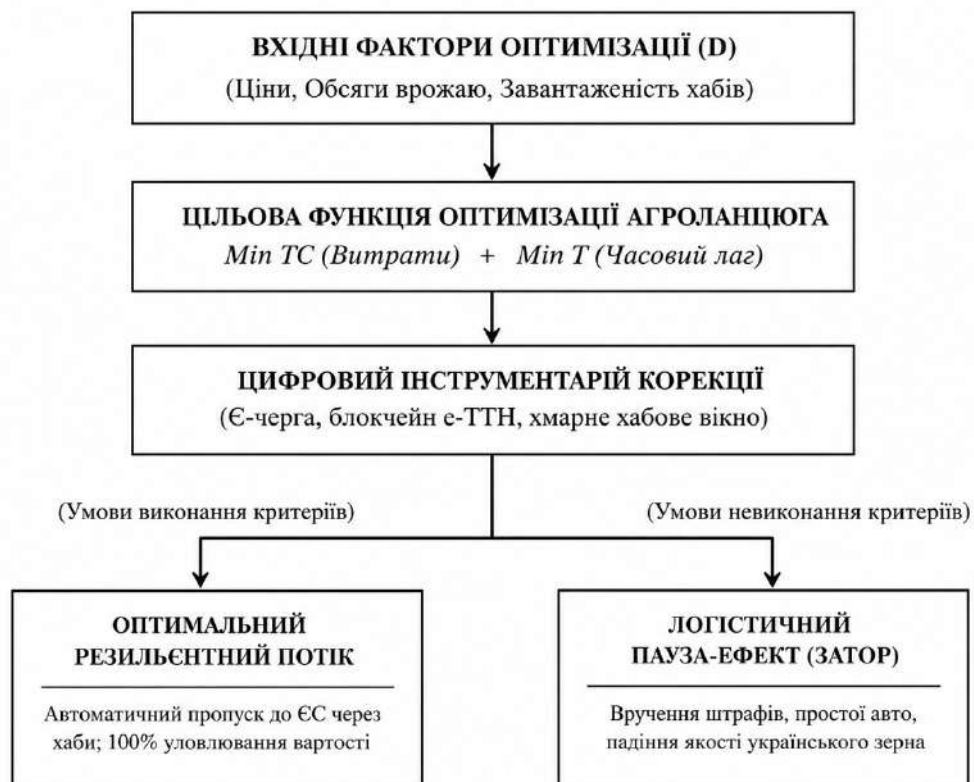 ВХІДНІ ФАКТОРИ ОПТИМІЗАЦІЇ (D)
(Ціни, Обсяги врожаю, Завантаженість хабів)
ЦІЛЬОВА ФУНКЦІЯ ОПТИМІЗАЦІЇ АГРОЛАНЦЮГА
Min TC (Витрати) + Min T (Часовий лаг)
ЦИФРОВИЙ ІНСТРУМЕНТАРІЙ КОРЕКЦІЇ
(Є-черга, блокчейн е-ТТН, хмарне хабове вікно)
(Умови виконання критеріїв)
(Умови невиконання критеріїв)
ОПТИМАЛЬНИЙ
РЕЗИЛЬЄНТНИЙ ПОТІК
Автоматичний пропуск до ЄС через
хаби; 100% уловлювання вартості
ЛОГІСТИЧНИЙ
ПАУЗА-ЕФЕКТ (ЗАТОР)
Вручення штрафів, простої авто,
падіння якості українського зерна